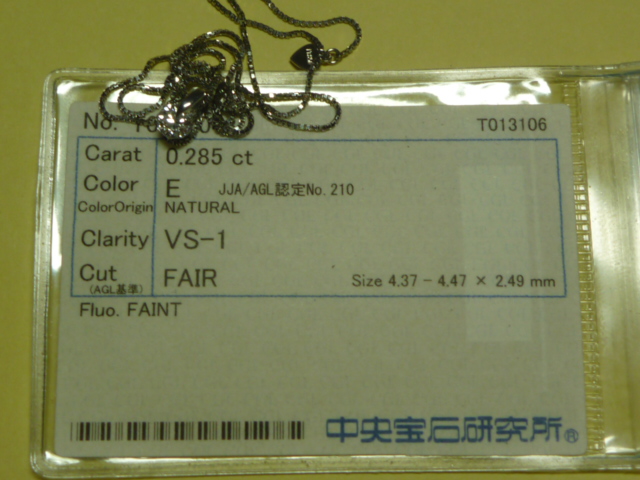 No. T013106
Carat 0.285 ct
Color E JJA/AGL認定No.210
ColorOrigin NATURAL
Clarity VS-1
Cut FAIR Size 4.37 - 4.47 × 2.49 mm
(AGL基準)
Fluo. FAINT
中央宝石研究所®